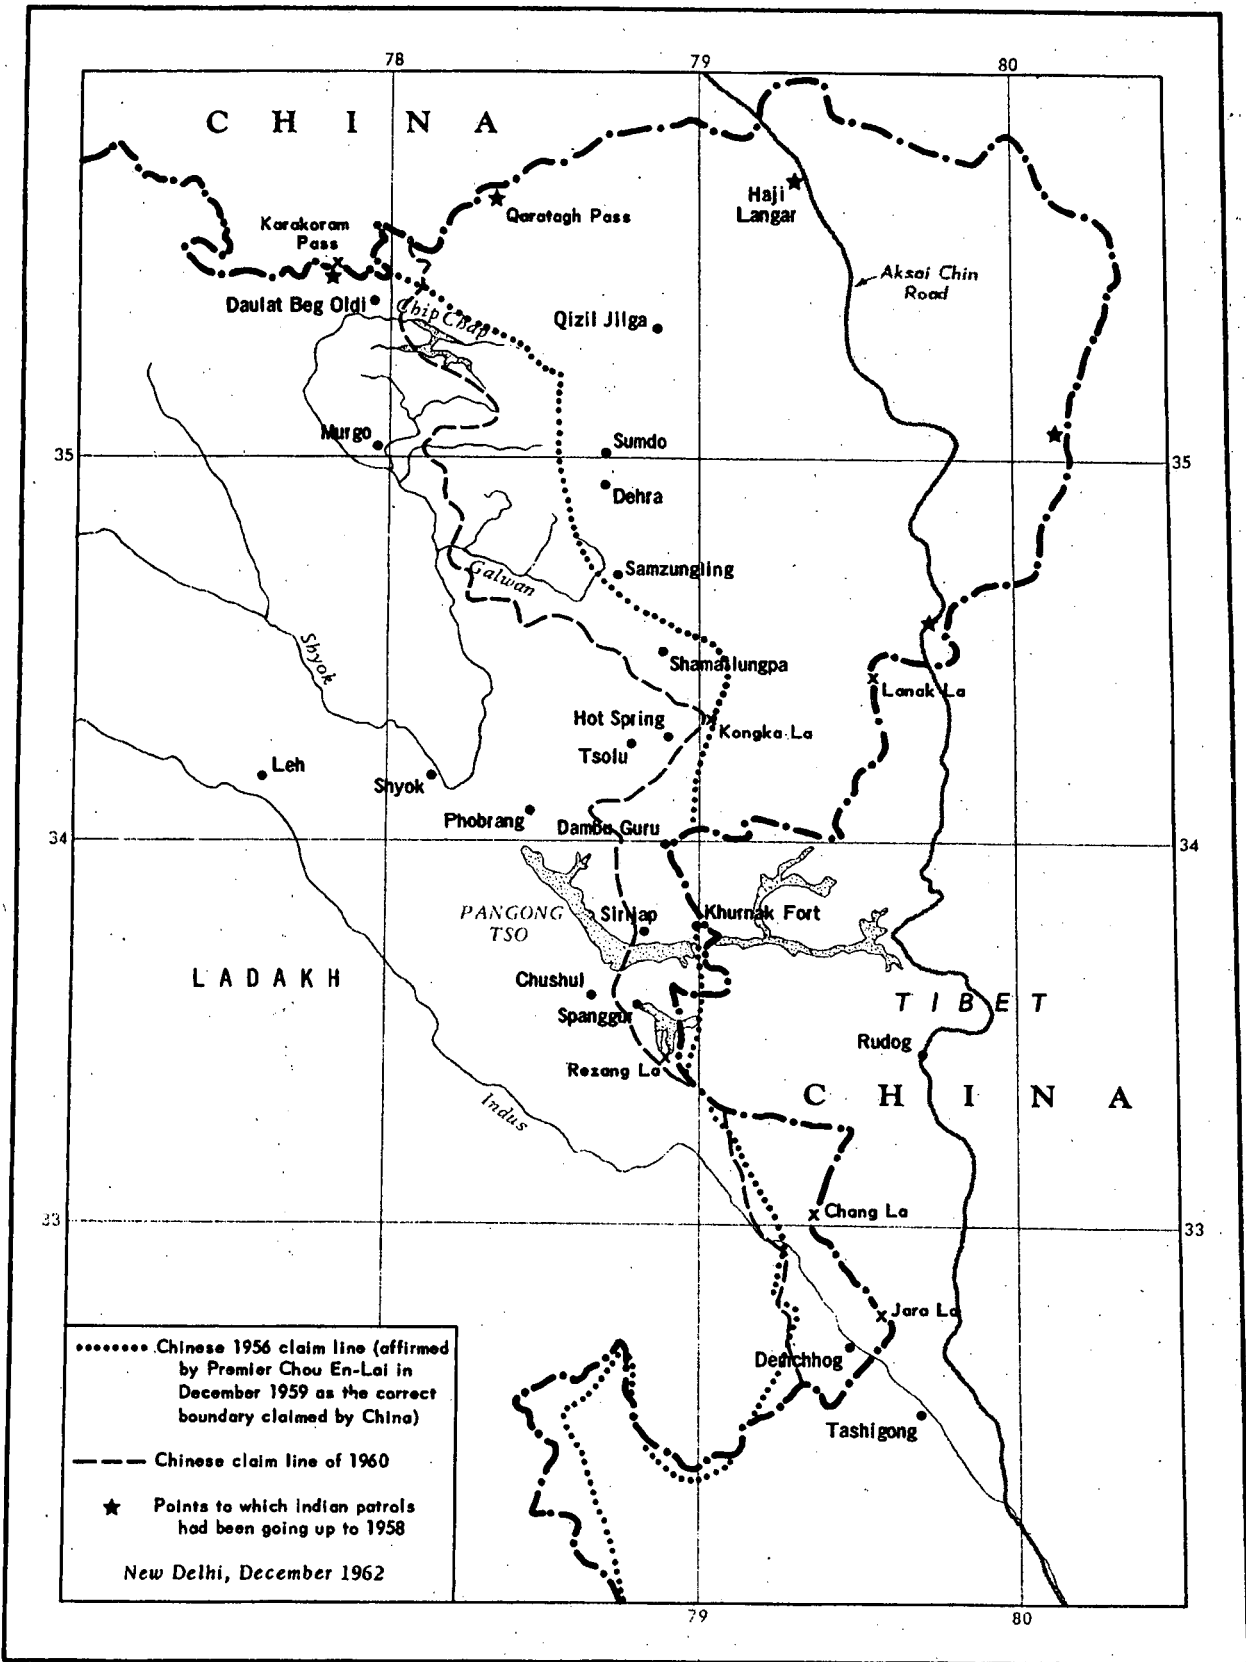 78
79
80
C H I N A
Haji
Langar
Qaratagh Pass
Karakoram
Pass
Aksai Chin
Road
Daulat Beg Oldi
Chip Chap
Qizil Jilga
Murgo
Sumdo
35
35
Dehra
Samzungling
Galwan
Shyok
Shamallungpa
Lanak La
Hot Spring
Kongka La
Tsolu
Leh
Shyok
Phobrang
Dambu Guru
34
34
PANGONG
TSO
Sirijap
Khurnak Fort
LADAKH
Chushul
Spanggur
TIBET
Rudog
Rezang La
C H I N A
Indus
Chang La
33
33
Jara La
Demchhog
Tashigong
Chinese 1956 claim line (affirmed
by Premier Chou En-Lai in
December 1959 as the correct
boundary claimed by China)
Chinese claim line of 1960
Points to which indian patrols
had been going up to 1958
New Delhi, December 1962
79
80